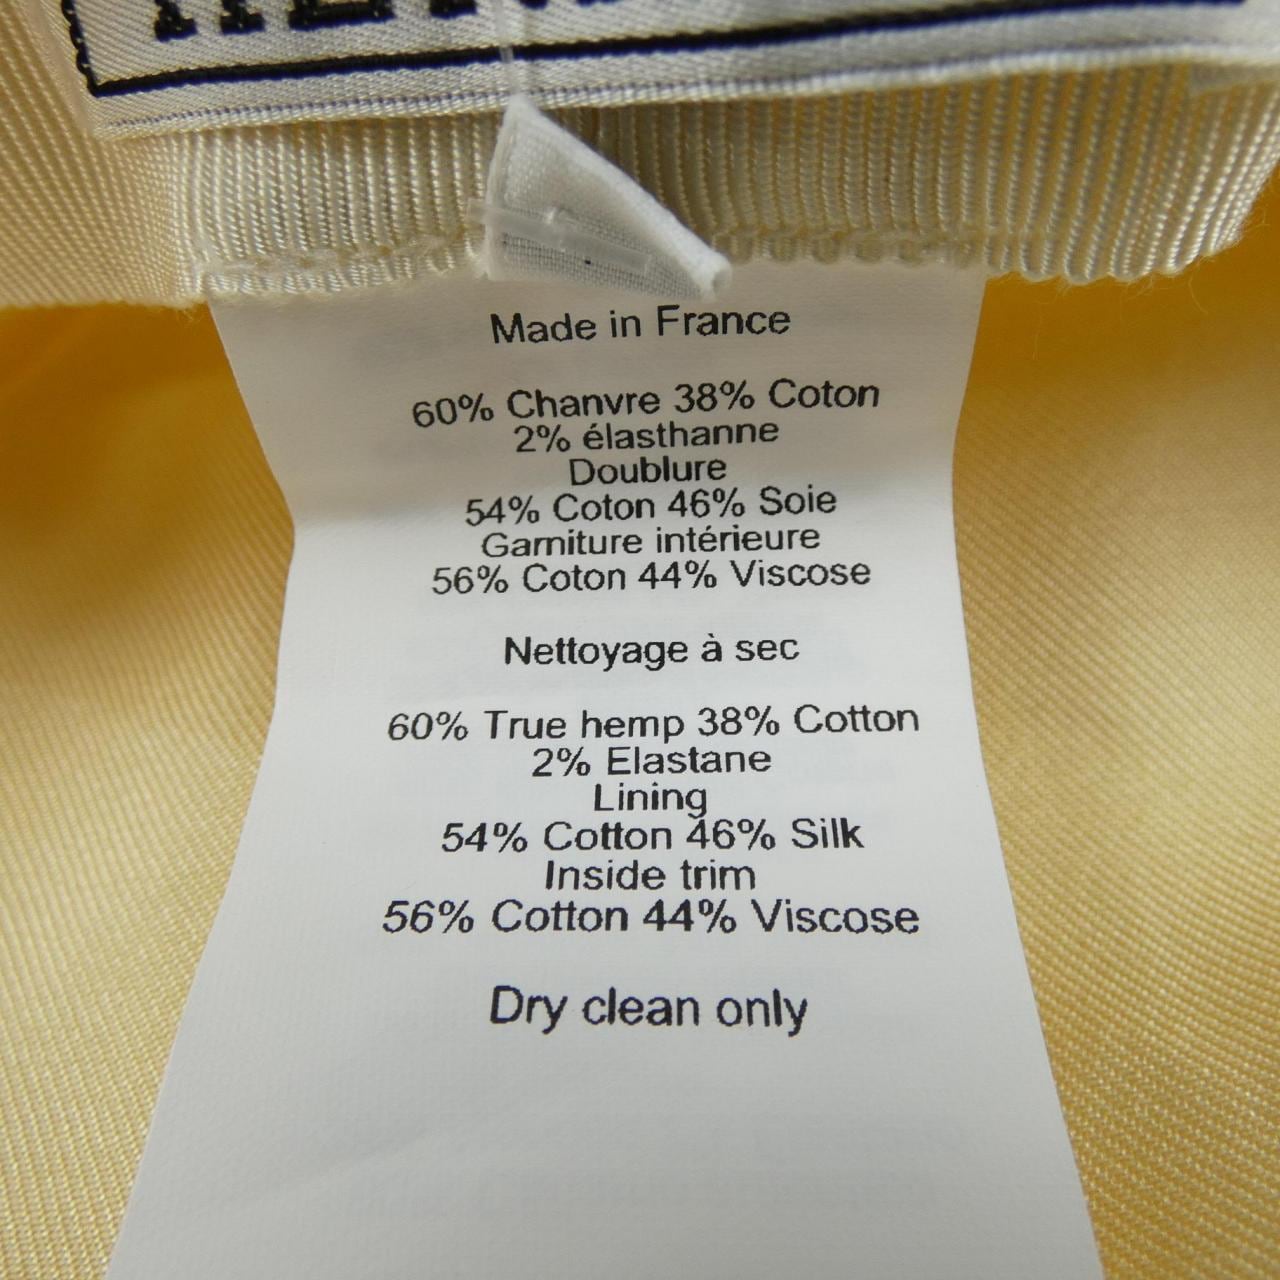 Made in France
60% Chanvre 38% Coton
2% élasthanne
Doublure
54% Coton 46% Soie
Garniture intérieure
56% Coton 44% Viscose
Nettoyage à sec
60% True hemp 38% Cotton
2% Elastane
Lining
54% Cotton 46% Silk
Inside trim
56% Cotton 44% Viscose
Dry clean only